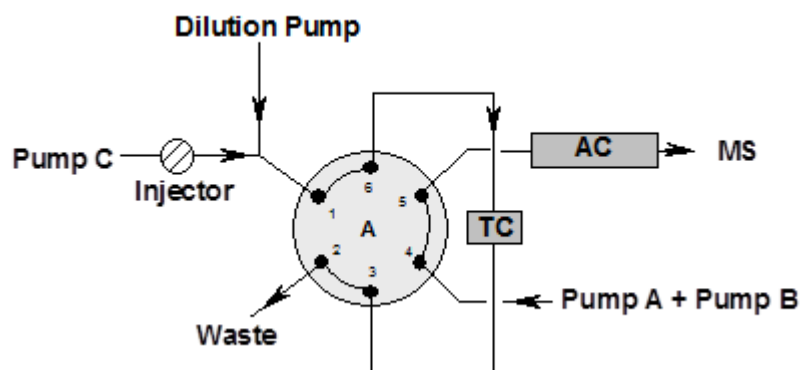 Dilution Pump
Pump C
Injector
AC
MS
1
6
5
A
TC
2
3
4
Waste
Pump A + Pump B